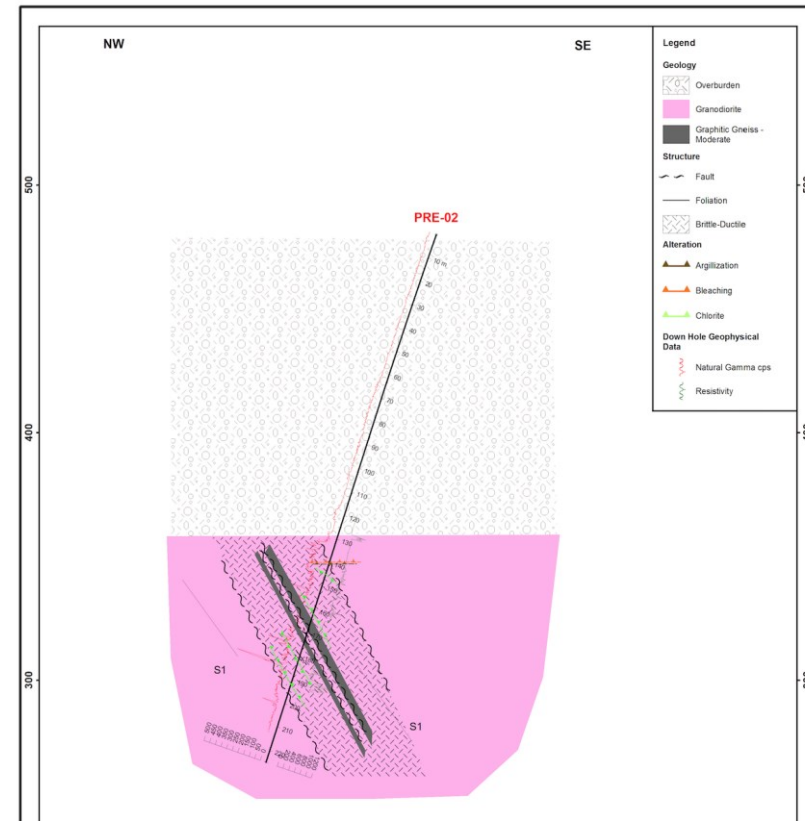 NW
SE
Legend
Geology
Overburden
Granodiorite
Graphitic Gneiss -
Moderate
Structure
Fault
Foliation
Brittle-Ductile
Alteration
Argillization
Bleaching
Chlorite
Down Hole Geophysical
Data
Natural Gamma cps
Resistivity
500
PRE-02
10 m
20
30
40
50
60
70
80
90
100
110
120
130
140
400
300
S1
S1
210